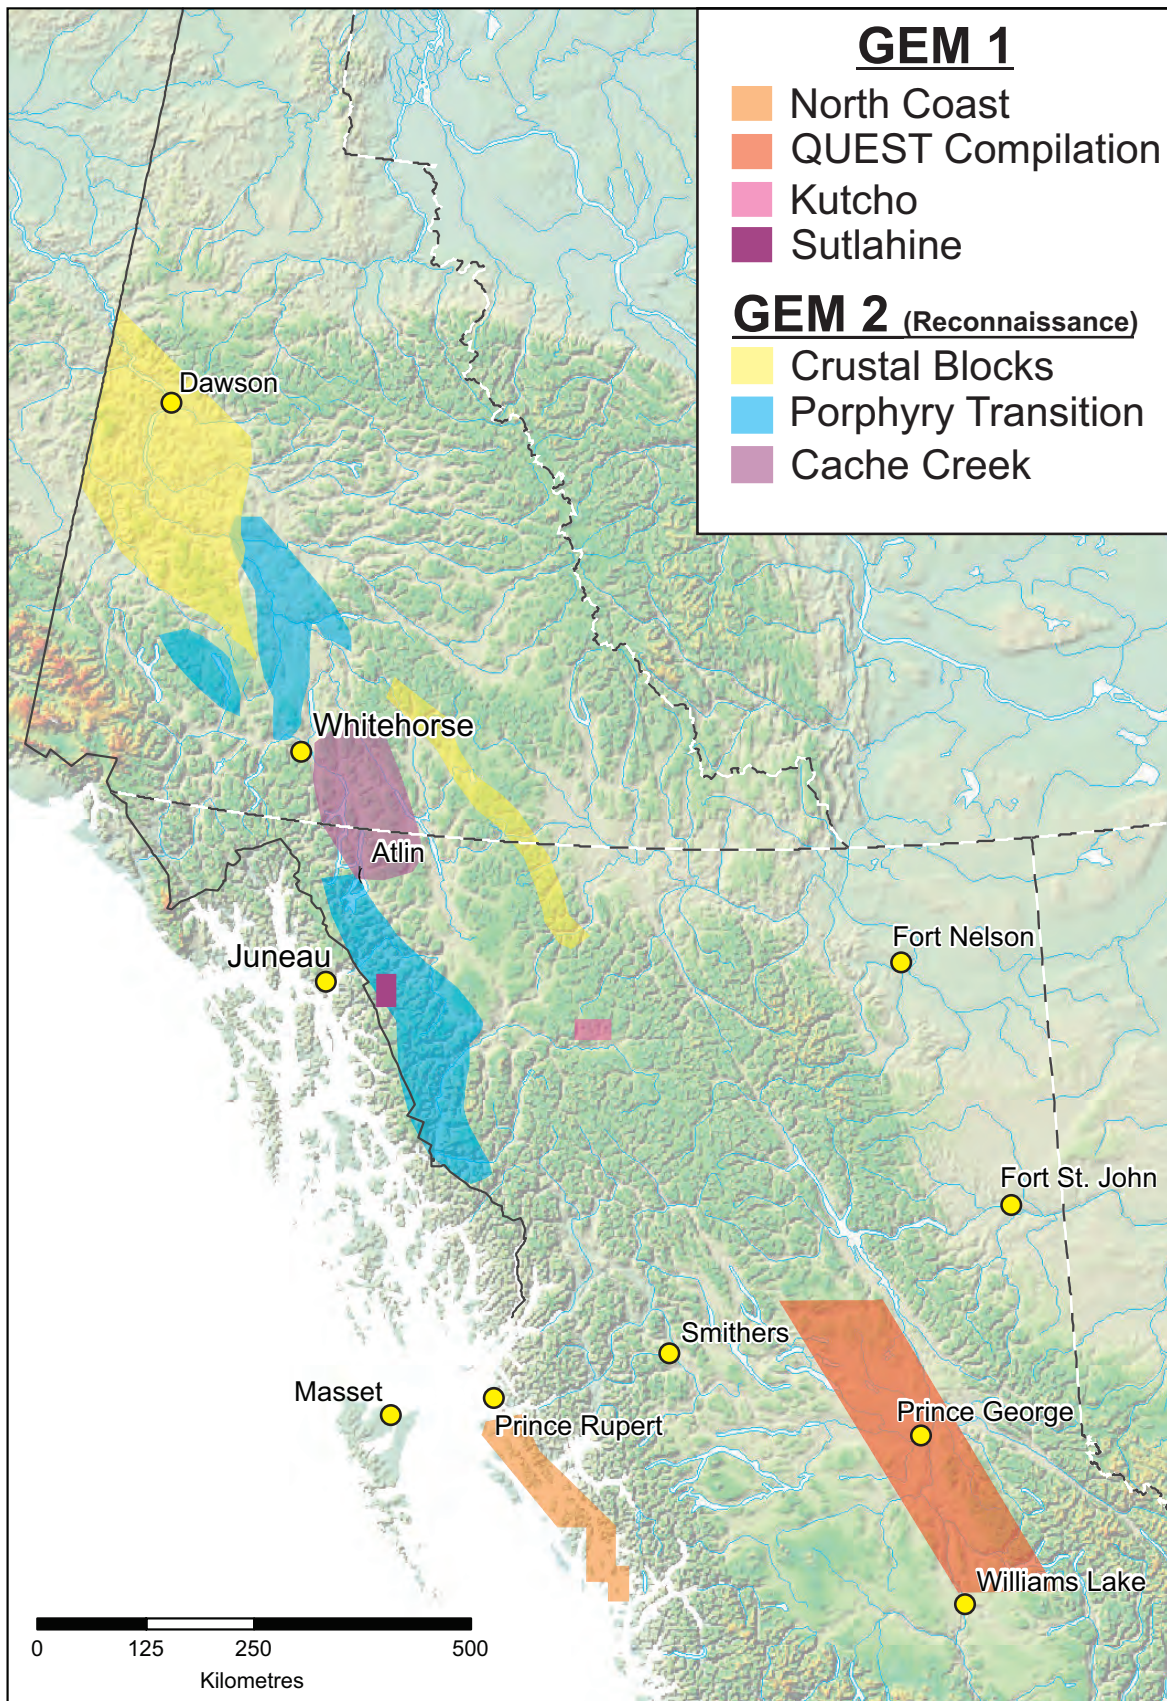 GEM 1
North Coast
QUEST Compilation
Kutcho
Sutlahine
GEM 2 (Reconnaissance)
Crustal Blocks
Porphyry Transition
Cache Creek
Dawson
Whitehorse
Atlin
Juneau
Fort Nelson
Fort St. John
Smithers
Masset
Prince Rupert
Prince George
Williams Lake
0 125 250 500
Kilometres